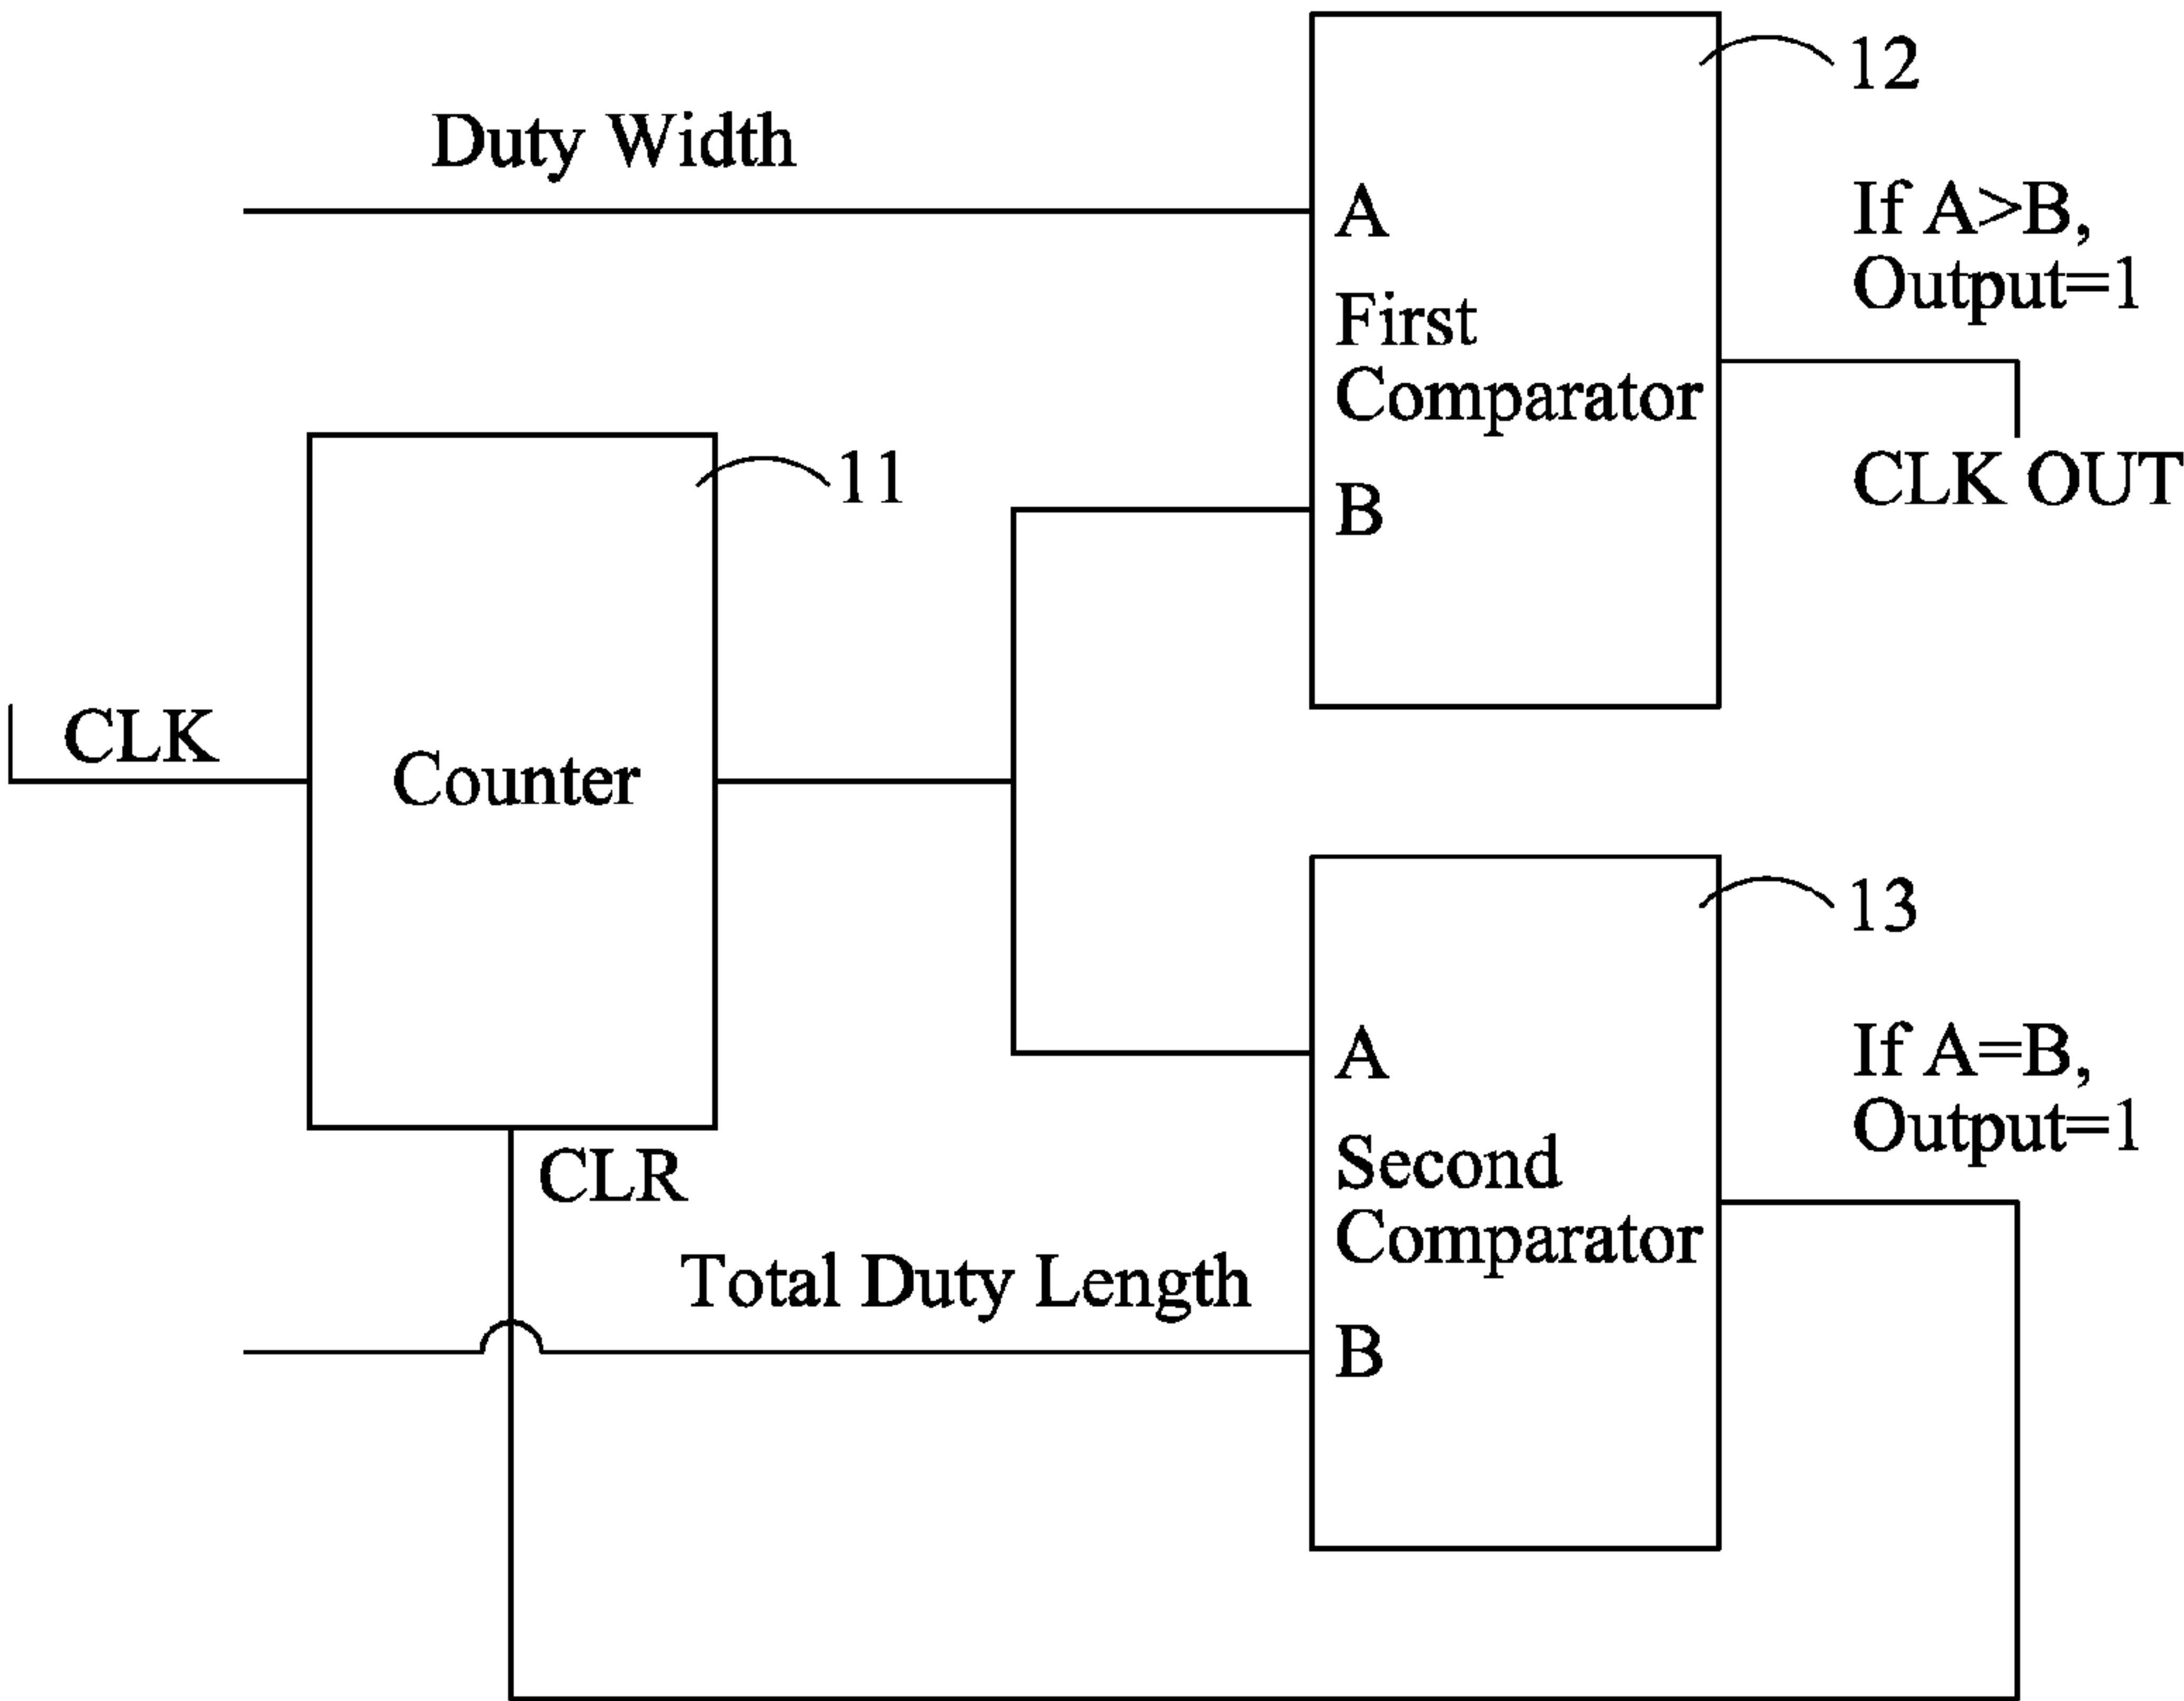 12
Duty Width
A
If A>B,
Output=1
First
Comparator
11
CLK OUT
B
CLK
Counter
13
A
If A=B,
Output=1
CLR
Second
Comparator
Total Duty Length
B